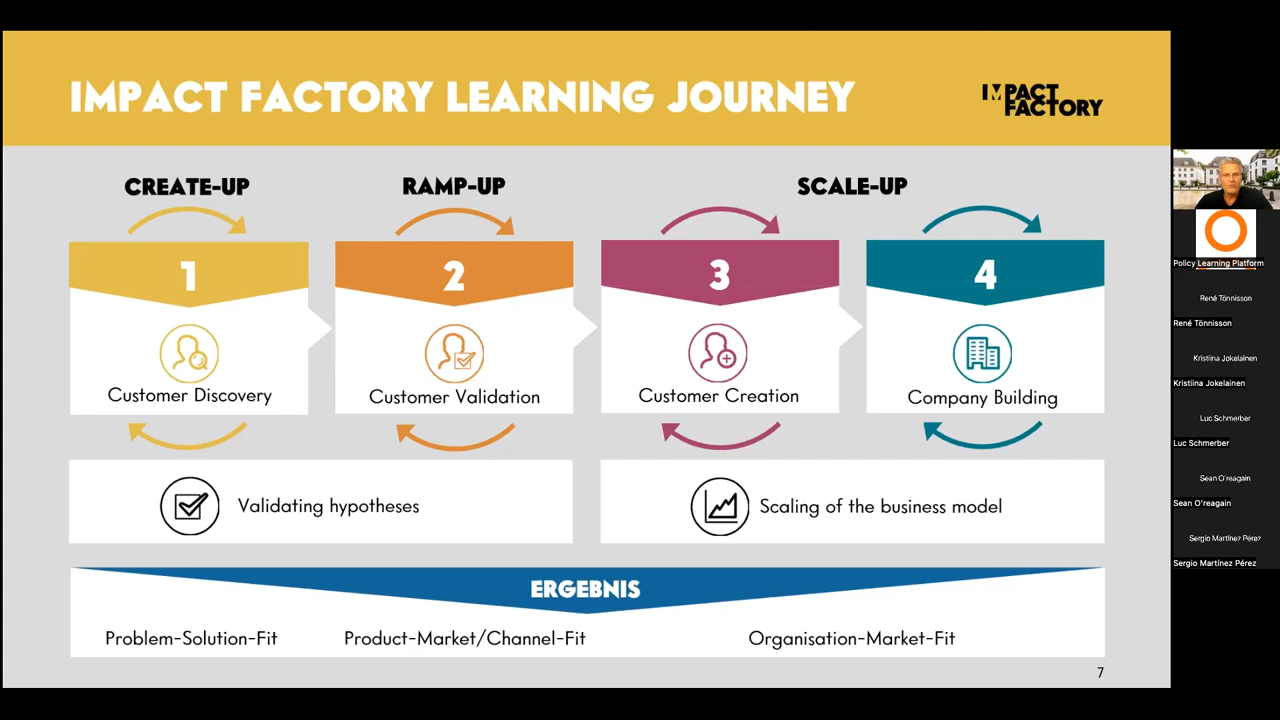 IMPACT FACTORY LEARNING JOURNEY
IMPACT
FACTORY
CREATE-UP
RAMP-UP
SCALE-UP
1
2
3
4
Customer Discovery
Customer Validation
Customer Creation
Company Building
Validating hypotheses
Scaling of the business model
ERGEBNIS
Problem-Solution-Fit
Product-Market/Channel-Fit
Organisation-Market-Fit
7
Policy Learning Platform
René Tönnisson
René Tönnisson
Kristiina Jokelainen
Kristiina Jokelainen
Luc Schmerber
Luc Schmerber
Sean O'reagain
Sean O'reagain
Sergio Martínez Pérez
Sergio Martínez Pérez